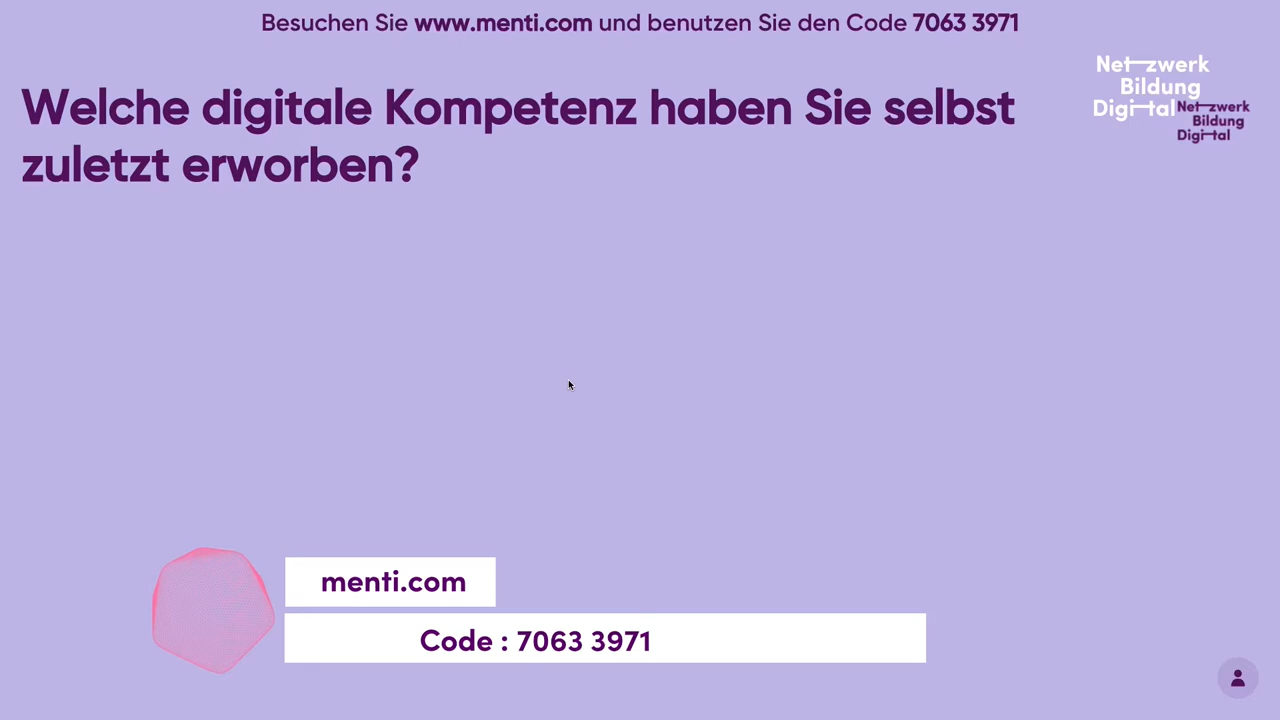 Besuchen Sie www.menti.com und benutzen Sie den Code 7063 3971
Welche digitale Kompetenz haben Sie selbst
zuletzt erworben?
Netzwerk
Bildung
Digital
Netzwerk
Bildung
Digital
menti.com
Code : 7063 3971